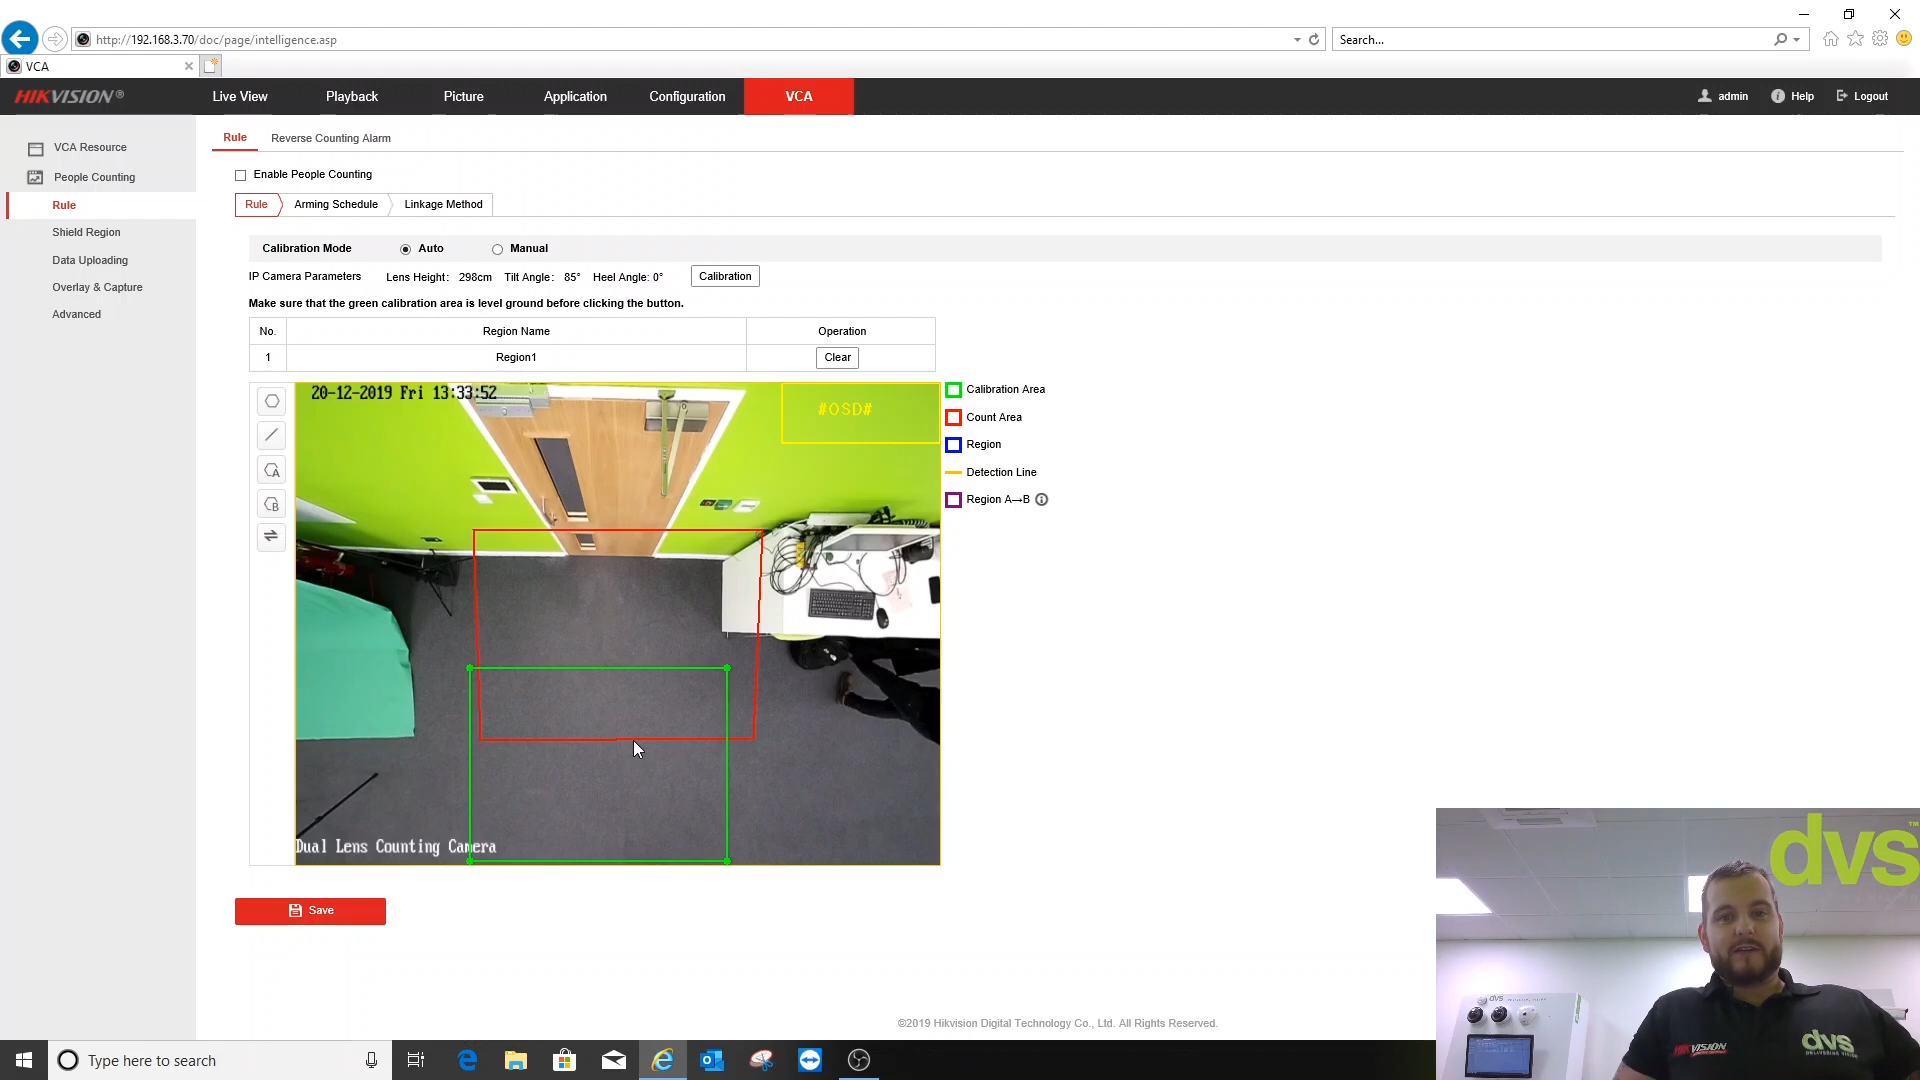 http://192.168.3.70/doc/page/intelligence.asp
Search...
VCA
HIKVISION®
Live View
Playback
Picture
Application
Configuration
VCA
admin
Help
Logout
VCA Resource
People Counting
Rule
Shield Region
Data Uploading
Overlay & Capture
Advanced
Rule
Reverse Counting Alarm
Enable People Counting
Rule
Arming Schedule
Linkage Method
Calibration Mode
Auto
Manual
IP Camera Parameters
Lens Height: 298cm
Tilt Angle: 85°
Heel Angle: 0°
Calibration
Make sure that the green calibration area is level ground before clicking the button.
No.
Region Name
Operation
1
Region1
Clear
20-12-2019 Fri 13:33:52
#OSD#
A
B
Dual Lens Counting Camera
Calibration Area
Count Area
Region
Detection Line
Region A→B
Save
©2019 Hikvision Digital Technology Co., Ltd. All Rights Reserved.
dvs™
dvs
HIKVISION
dvs
Type here to search